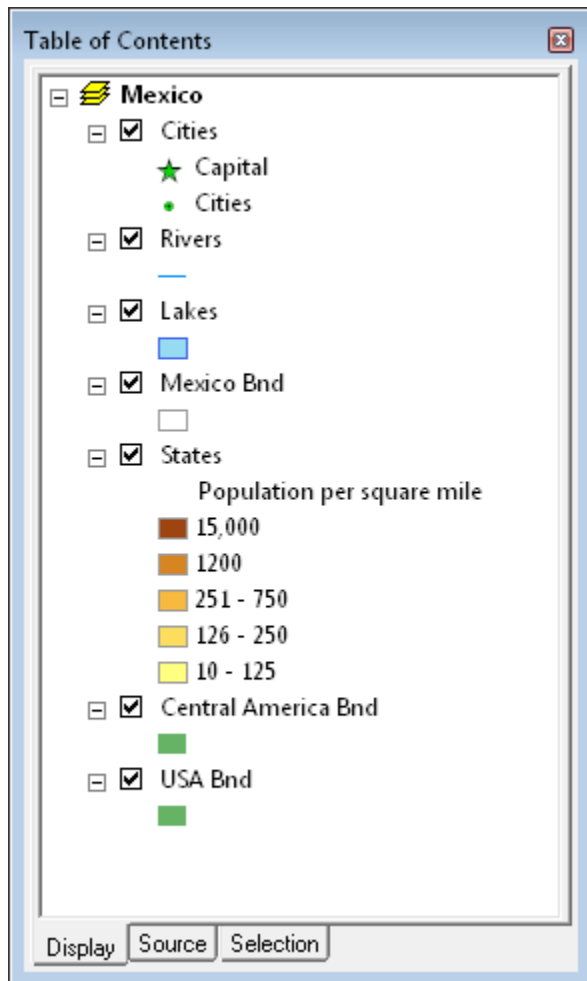 Table of Contents
Mexico
Cities
Capital
Cities
Rivers
Lakes
Mexico Bnd
States
Population per square mile
15,000
1200
251 - 750
126 - 250
10 - 125
Central America Bnd
USA Bnd
Display Source Selection